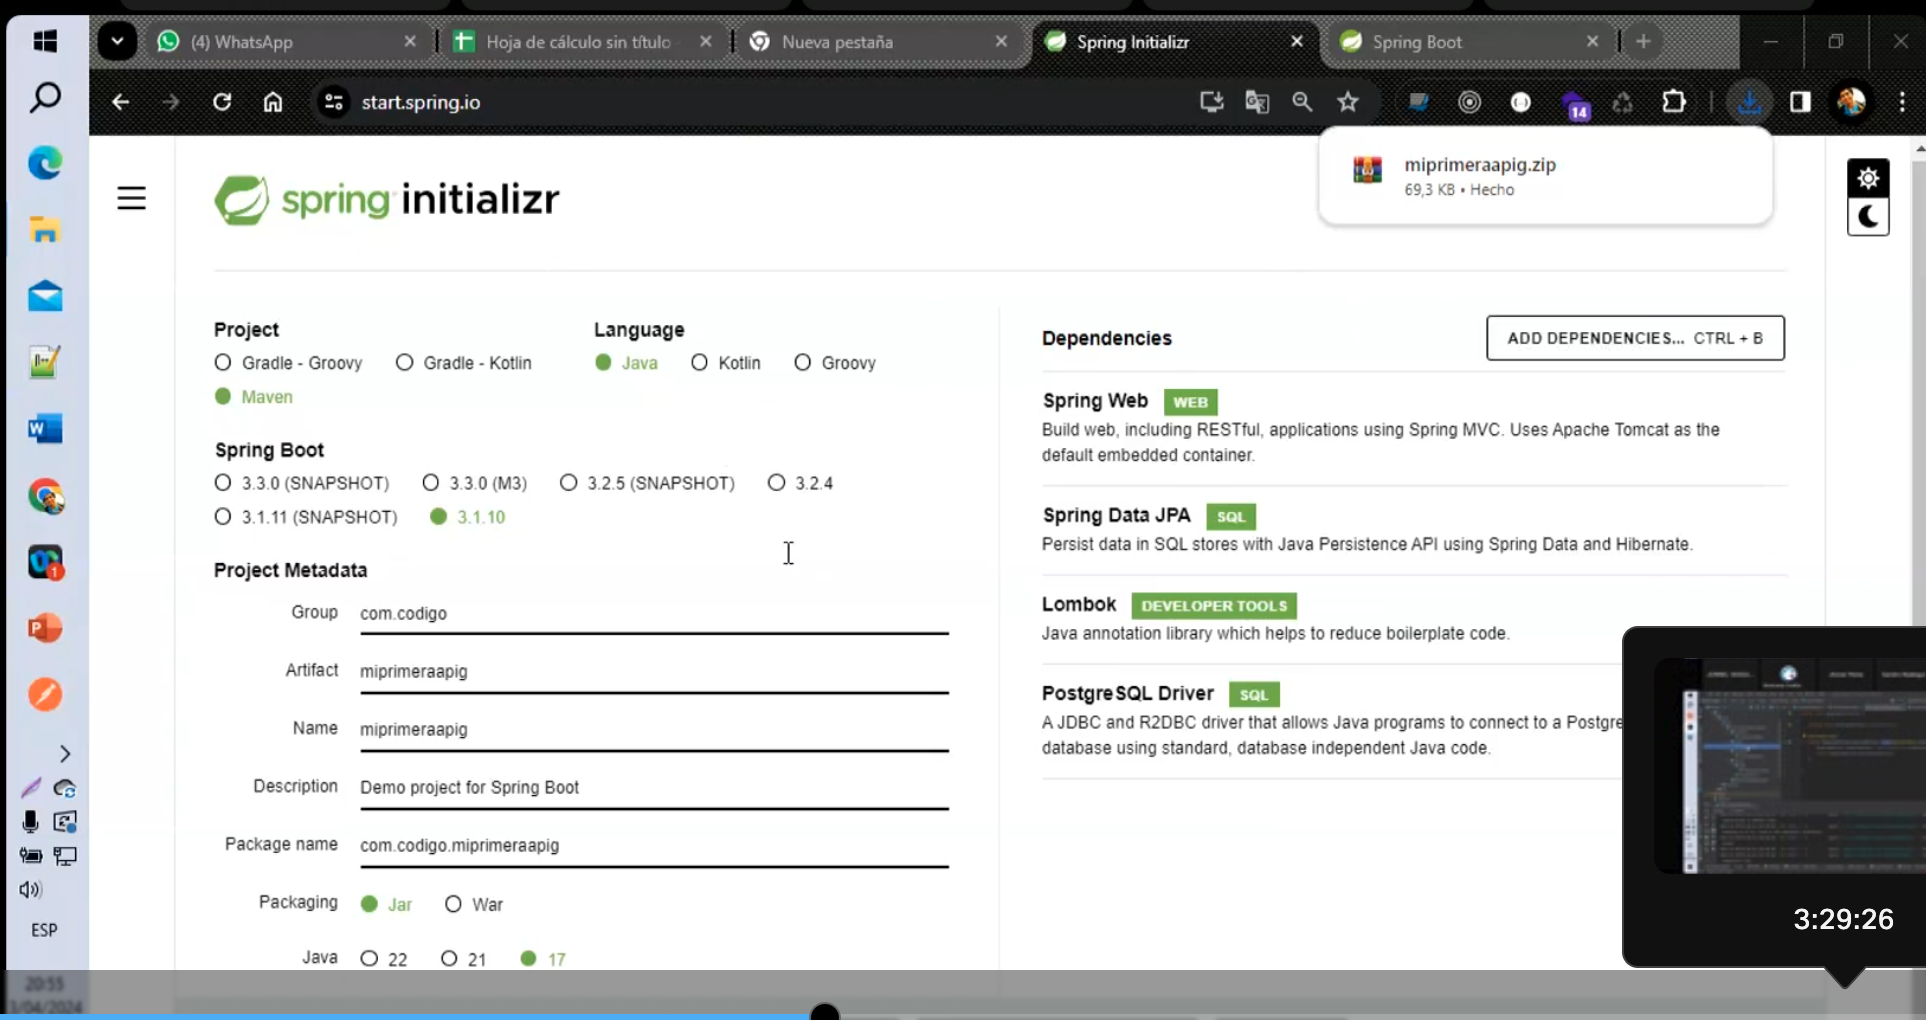 (4) WhatsApp
Hoja de cálculo sin título
Nueva pestaña
Spring Initializr
Spring Boot
start.spring.io
14
miprimeraapig.zip
69,3 KB • Hecho
spring initializr
Project
Gradle - Groovy
Gradle - Kotlin
Maven
Language
Java
Kotlin
Groovy
Spring Boot
3.3.0 (SNAPSHOT)
3.3.0 (M3)
3.2.5 (SNAPSHOT)
3.2.4
3.1.11 (SNAPSHOT)
3.1.10
Project Metadata
Group com.codigo
Artifact miprimeraapig
Name miprimeraapig
Description Demo project for Spring Boot
Package name com.codigo.miprimeraapig
Packaging Jar War
Java 22 21 17
Dependencies
ADD DEPENDENCIES... CTRL + B
Spring Web WEB
Build web, including RESTful, applications using Spring MVC. Uses Apache Tomcat as the
default embedded container.
Spring Data JPA SQL
Persist data in SQL stores with Java Persistence API using Spring Data and Hibernate.
Lombok DEVELOPER TOOLS
Java annotation library which helps to reduce boilerplate code.
PostgreSQL Driver SQL
A JDBC and R2DBC driver that allows Java programs to connect to a Postgre
database using standard, database independent Java code.
3:29:26
W
1
P
ESP
20:55
3/04/2024